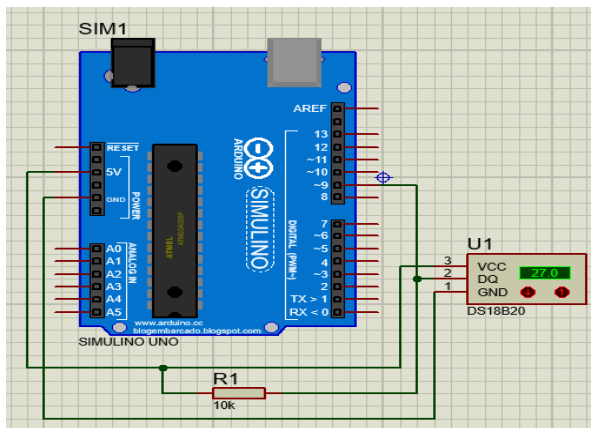 SIM1
AREF
13
12
~11
~10
~9
8
RESET
5V
GND
POWER
ARDUINO
SIMULINO
ATMEL
ATMEGA328P
DIGITAL (PWM~)
7
~6
~5
4
~3
2
TX > 1
RX < 0
ANALOG IN
A0
A1
A2
A3
A4
A5
www.arduino.cc
blogembarcado.blogspot.com
SIMULINO UNO
U1
3
2
1
VCC
DQ
GND
27.0
DS18B20
R1
10k